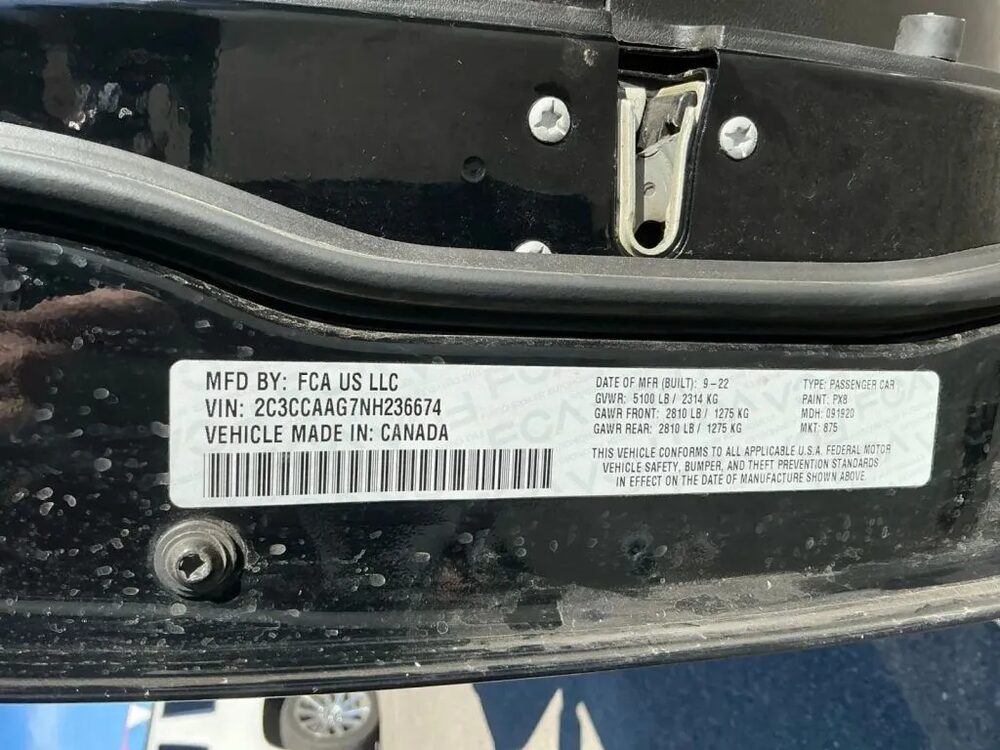 MFD BY: FCA US LLC
VIN: 2C3CCAAG7NH236674
VEHICLE MADE IN: CANADA
DATE OF MFR (BUILT): 9-22
GVWR: 5100 LB / 2314 KG
GAWR FRONT: 2810 LB / 1275 KG
GAWR REAR: 2810 LB / 1275 KG
TYPE: PASSENGER CAR
PAINT: PX8
MDH: 091920
MKT: 875
THIS VEHICLE CONFORMS TO ALL APPLICABLE U.S.A. FEDERAL MOTOR
VEHICLE SAFETY, BUMPER, AND THEFT PREVENTION STANDARDS
IN EFFECT ON THE DATE OF MANUFACTURE SHOWN ABOVE.